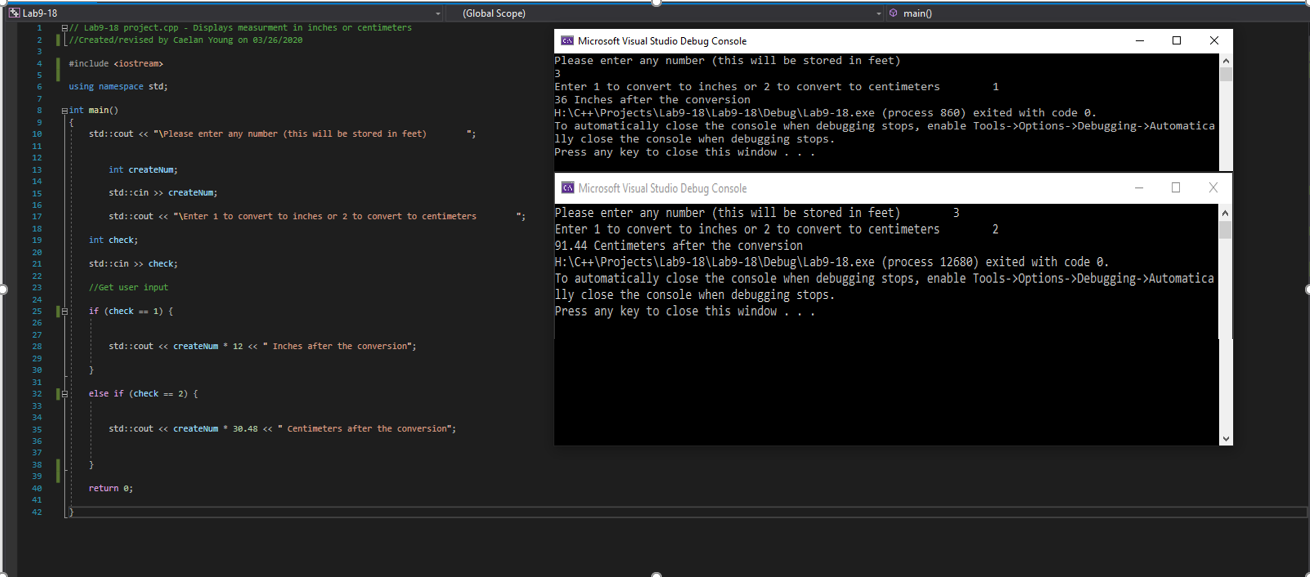 Lab9-18 (Global Scope) main()
1 // Lab9-18 project.cpp - Displays measurment in inches or centimeters
2 //Created/revised by Caelan Young on 03/26/2020
3
4 #include <iostream>
5
6 using namespace std;
7
8 int main()
9 {
10 std::cout << "\Please enter any number (this will be stored in feet)        ";
11
12
13 int createNum;
14
15 std::cin >> createNum;
16
17 std::cout << "\Enter 1 to convert to inches or 2 to convert to centimeters        ";
18
19 int check;
20
21 std::cin >> check;
22
23 //Get user input
24
25 if (check == 1) {
26
27
28 std::cout << createNum * 12 << " Inches after the conversion";
29
30 }
31
32 else if (check == 2) {
33
34
35 std::cout << createNum * 30.48 << " Centimeters after the conversion";
36
37
38 }
39
40 return 0;
41
42 }
Microsoft Visual Studio Debug Console
Please enter any number (this will be stored in feet)
3
Enter 1 to convert to inches or 2 to convert to centimeters        1
36 Inches after the conversion
H:\C++\Projects\Lab9-18\Lab9-18\Debug\Lab9-18.exe (process 860) exited with code 0.
To automatically close the console when debugging stops, enable Tools->Options->Debugging->Automatica
lly close the console when debugging stops.
Press any key to close this window . . .
Microsoft Visual Studio Debug Console
Please enter any number (this will be stored in feet)        3
Enter 1 to convert to inches or 2 to convert to centimeters        2
91.44 Centimeters after the conversion
H:\C++\Projects\Lab9-18\Lab9-18\Debug\Lab9-18.exe (process 12680) exited with code 0.
To automatically close the console when debugging stops, enable Tools->Options->Debugging->Automatica
lly close the console when debugging stops.
Press any key to close this window . . .